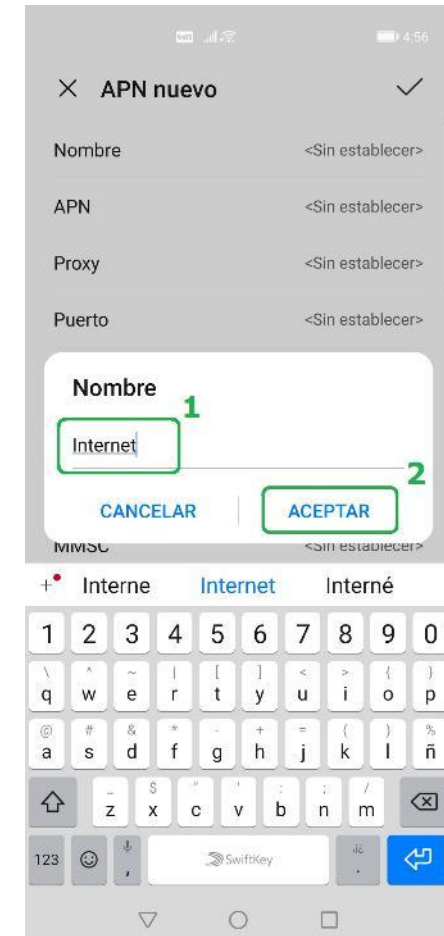 4:56
APN nuevo
Nombre <Sin establecer>
APN <Sin establecer>
Proxy <Sin establecer>
Puerto <Sin establecer>
Nombre
1
Internet
2
CANCELAR ACEPTAR
MMSC <Sin establecer>
Interne Internet Interné
1 2 3 4 5 6 7 8 9 0
\ ^ ~ | [ ] < > { }
q w e r t y u i o p
@ # & * - + = ( ) %
a s d f g h j k l ñ
_ $ " ' : ; /
z x c v b n m
123 , SwiftKey .